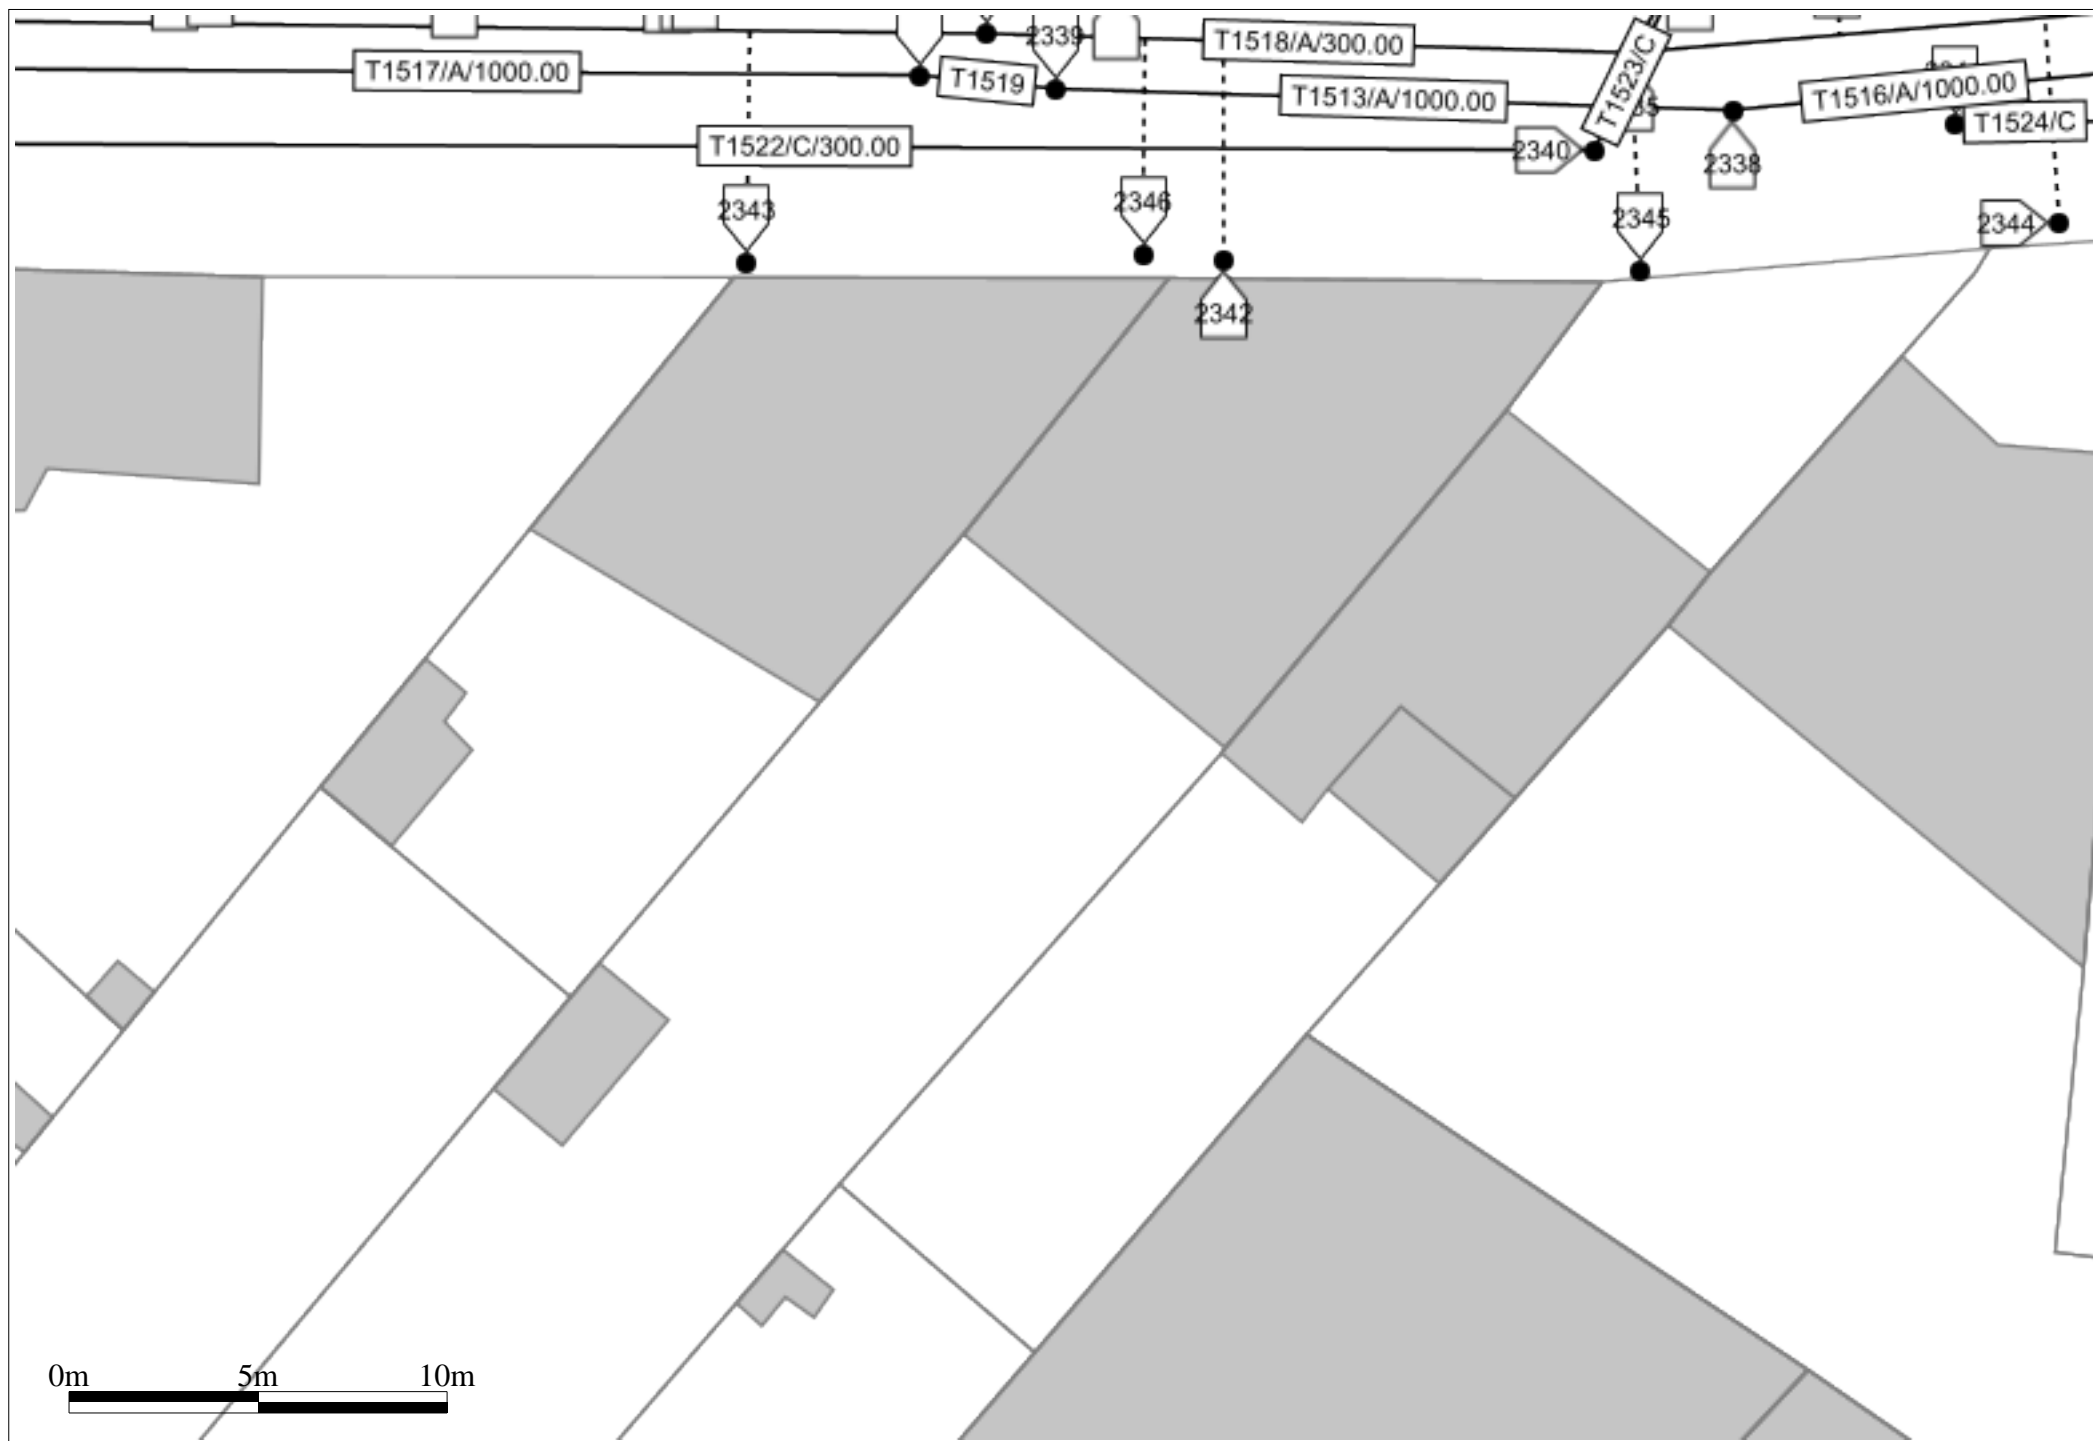 2339
T1518/A/300.00
T1523/C
T1517/A/1000.00
T1519
T1513/A/1000.00
T1516/A/1000.00
T1524/C
T1522/C/300.00
2340
2338
2343
2346
2345
2344
2342
0m 5m 10m